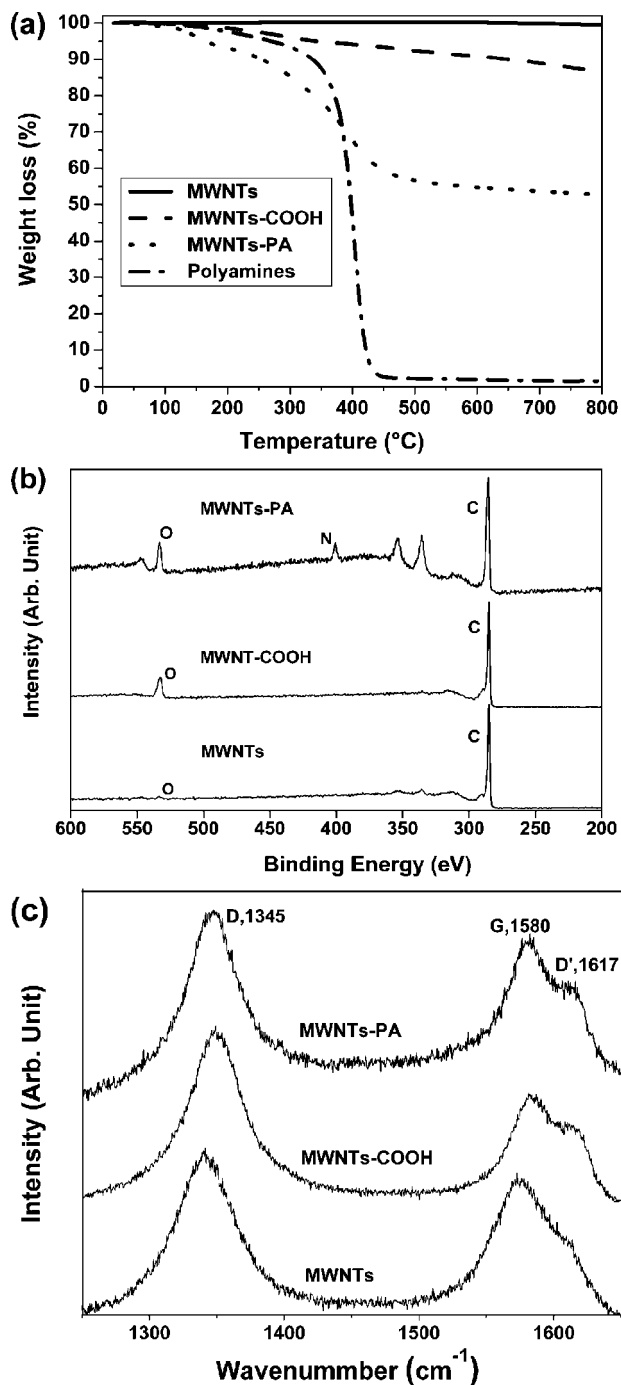 (a)
100
90
80
70
60
50
40
30
20
10
0
Weight loss (%)
MWNTs
MWNTs-COOH
MWNTs-PA
Polyamines
0 100 200 300 400 500 600 700 800
Temperature (°C)
(b)
Intensity (Arb. Unit)
MWNTs-PA
O
N
C
MWNT-COOH
O
C
MWNTs
O
C
600 550 500 450 400 350 300 250 200
Binding Energy (eV)
(c)
Intensity (Arb. Unit)
D,1345
G,1580
D',1617
MWNTs-PA
MWNTs-COOH
MWNTs
1300 1400 1500 1600
Wavenummber (cm⁻¹)